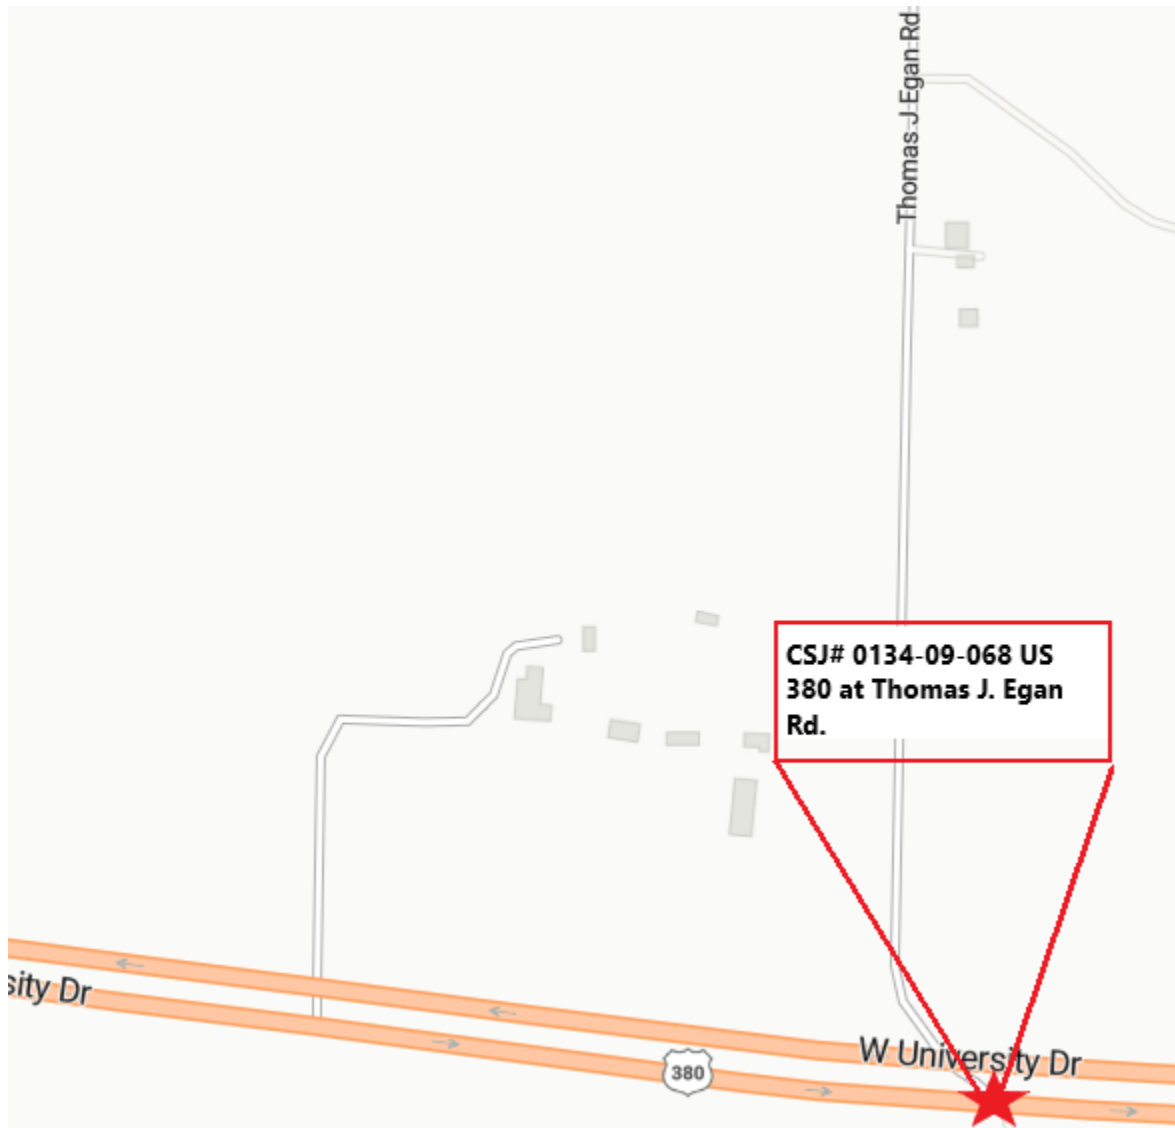 Thomas J Egan Rd
CSJ# 0134-09-068 US
380 at Thomas J. Egan
Rd.
sity Dr
W University Dr
380